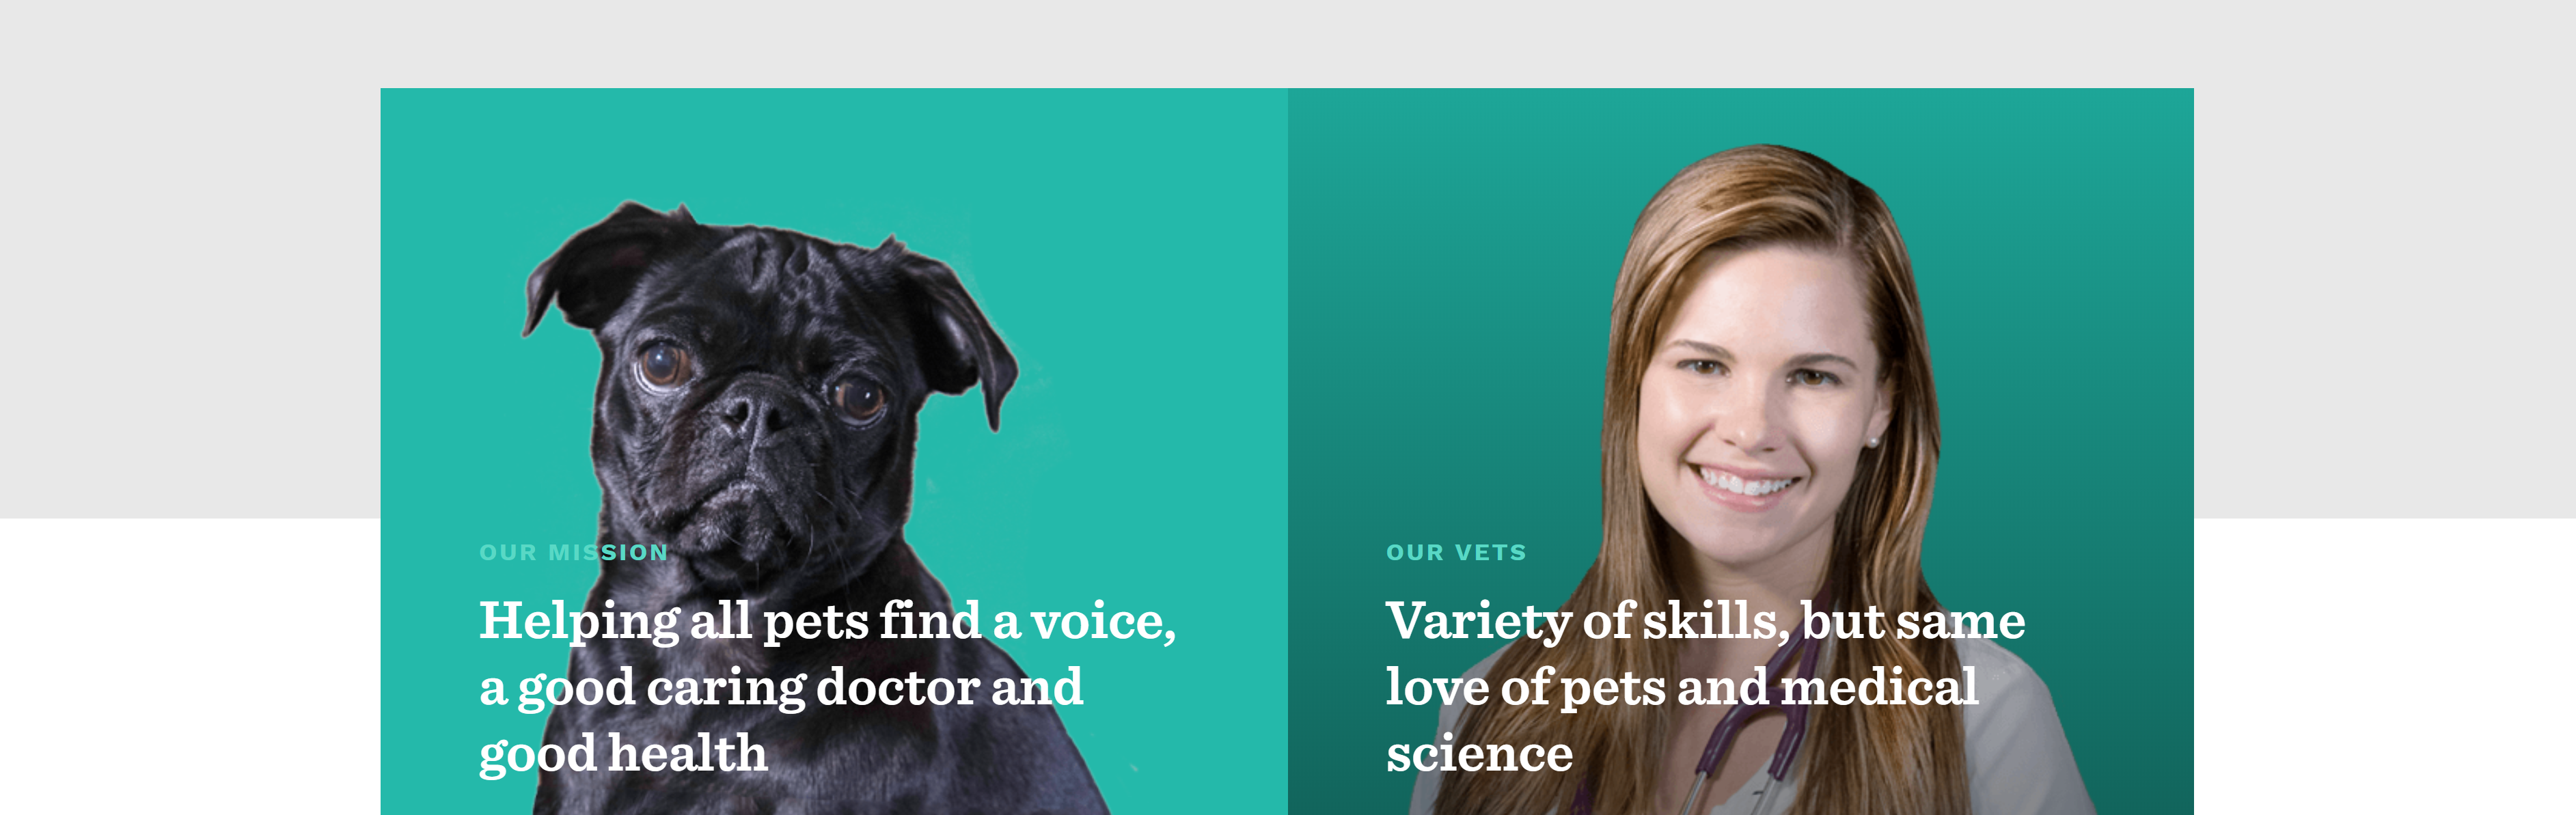 OUR MISSION
Helping all pets find a voice,
a good caring doctor and
good health
OUR VETS
Variety of skills, but same
love of pets and medical
science